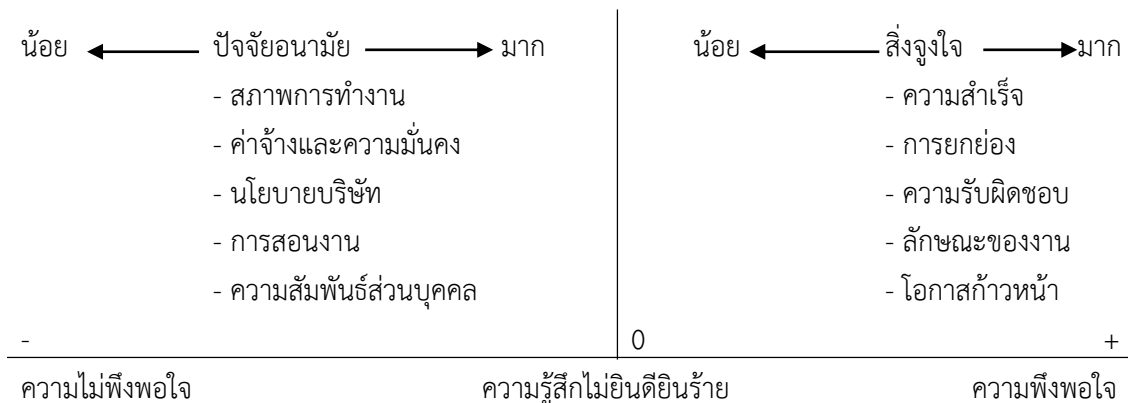 น้อย ปัจจัยอนามัย มาก น้อย สิ่งจูงใจ มาก
- สภาพการทำงาน - ความสำเร็จ
- ค่าจ้างและความมั่นคง - การยกย่อง
- นโยบายบริษัท - ความรับผิดชอบ
- การสอนงาน - ลักษณะของงาน
- ความสัมพันธ์ส่วนบุคคล - โอกาสก้าวหน้า
- 0 +
ความไม่พึงพอใจ ความรู้สึกไม่ยินดียินร้าย ความพึงพอใจ